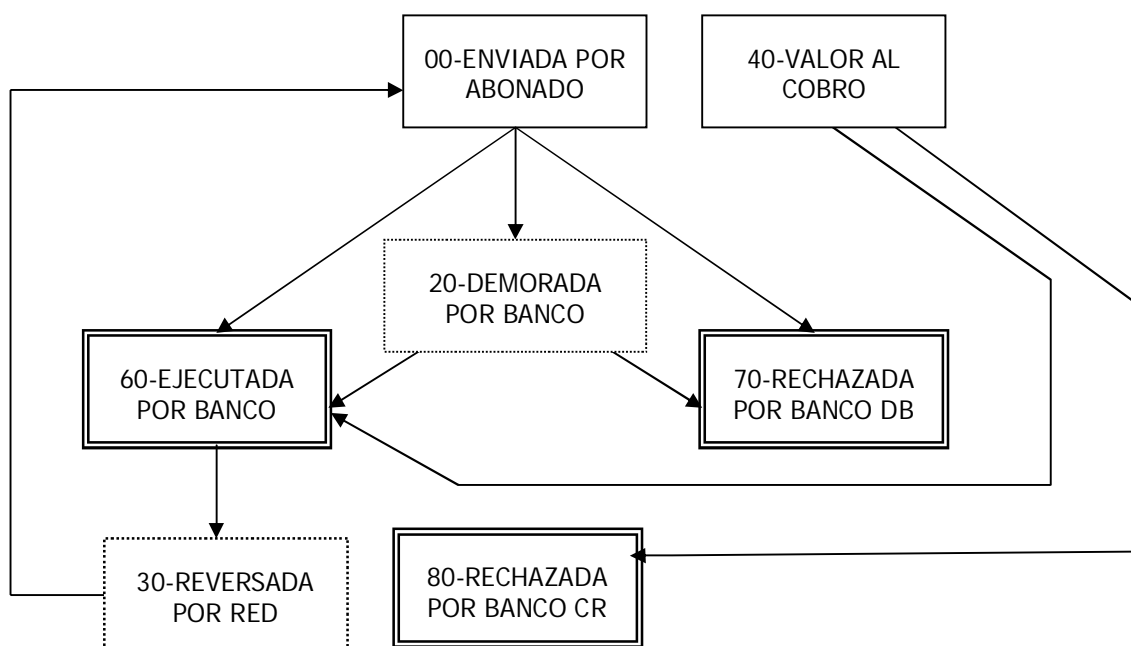 00-ENVIADA POR
ABONADO
40-VALOR AL
COBRO
20-DEMORADA
POR BANCO
60-EJECUTADA
POR BANCO
70-RECHAZADA
POR BANCO DB
30-REVERSADA
POR RED
80-RECHAZADA
POR BANCO CR